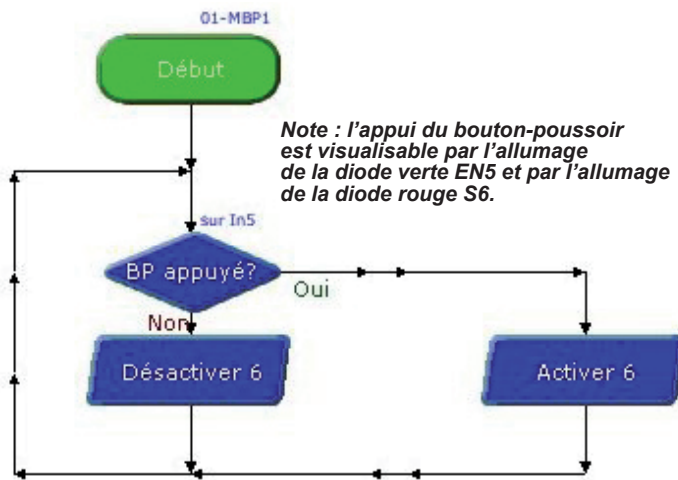 01-MBP1
Début
Note : l'appui du bouton-poussoir
est visualisable par l'allumage
de la diode verte EN5 et par l'allumage
de la diode rouge S6.
sur In5
BP appuyé?
Oui
Non
Désactiver 6
Activer 6